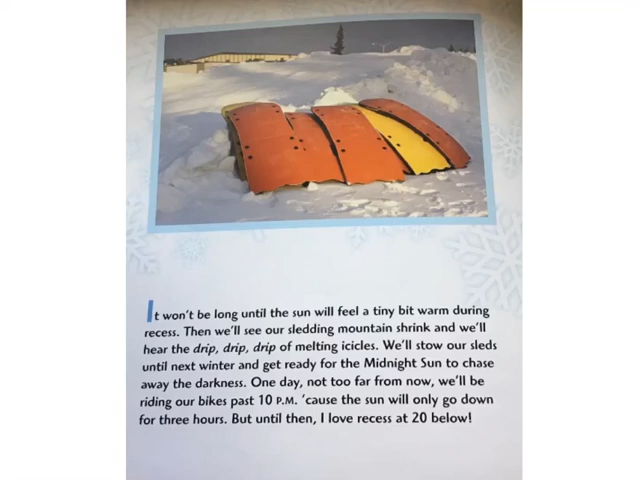 It won't be long until the sun will feel a tiny bit warm during
recess. Then we'll see our sledding mountain shrink and we'll
hear the drip, drip, drip of melting icicles. We'll stow our sleds
until next winter and get ready for the Midnight Sun to chase
away the darkness. One day, not too far from now, we'll be
riding our bikes past 10 P.M. 'cause the sun will only go down
for three hours. But until then, I love recess at 20 below!